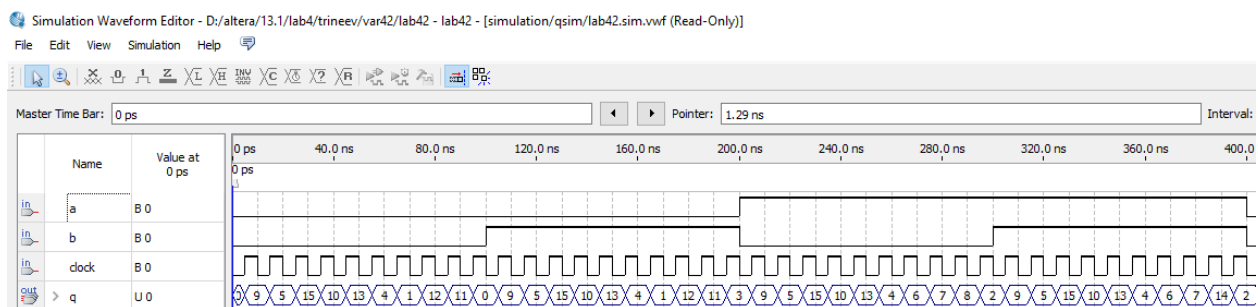 Simulation Waveform Editor - D:/altera/13.1/lab4/trineev/var42/lab42 - lab42 - [simulation/qsim/lab42.sim.vwf (Read-Only)]
File Edit View Simulation Help
Master Time Bar: 0 ps Pointer: 1.29 ns Interval:
Name Value at 0 ps 0 ps 40.0 ns 80.0 ns 120.0 ns 160.0 ns 200.0 ns 240.0 ns 280.0 ns 320.0 ns 360.0 ns 400.0
0 ps
in a B 0
in b B 0
in clock B 0
out > q U 0 0 9 5 15 10 13 4 1 12 11 0 9 5 15 10 13 4 1 12 11 3 9 5 15 10 13 4 6 7 8 2 9 5 15 10 13 4 6 7 14 2